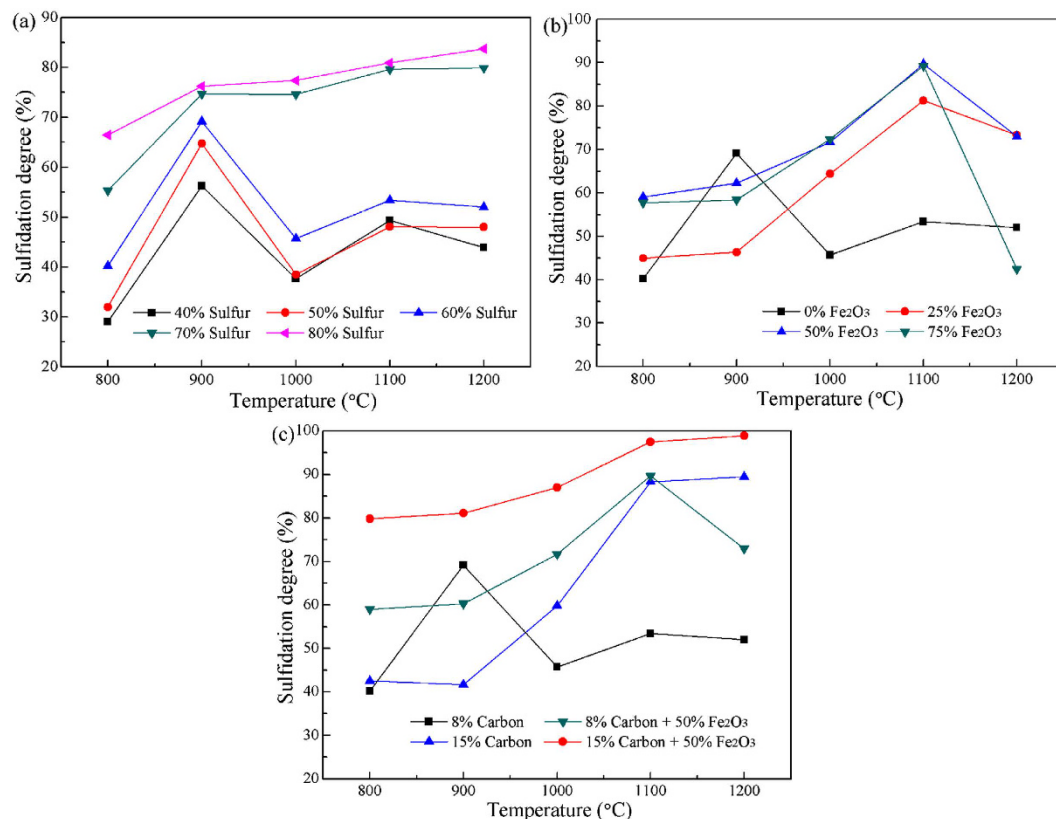 (a)
90
80
70
60
50
40
30
20
Sulfidation degree (%)
40% Sulfur 50% Sulfur 60% Sulfur
70% Sulfur 80% Sulfur
800 900 1000 1100 1200
Temperature (°C)
(b)
100
90
80
70
60
50
40
30
20
Sulfidation degree (%)
0% Fe₂O₃ 25% Fe₂O₃
50% Fe₂O₃ 75% Fe₂O₃
800 900 1000 1100 1200
Temperature (°C)
(c)
100
90
80
70
60
50
40
30
20
Sulfidation degree (%)
8% Carbon 8% Carbon + 50% Fe₂O₃
15% Carbon 15% Carbon + 50% Fe₂O₃
800 900 1000 1100 1200
Temperature (°C)